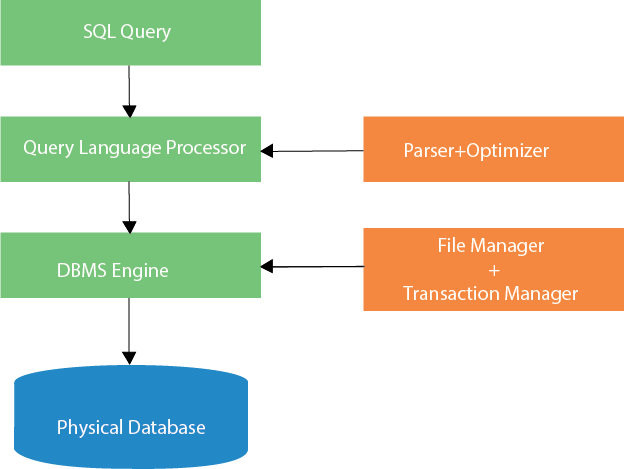 SQL Query
Query Language Processor
Parser+Optimizer
DBMS Engine
File Manager
+
Transaction Manager
Physical Database